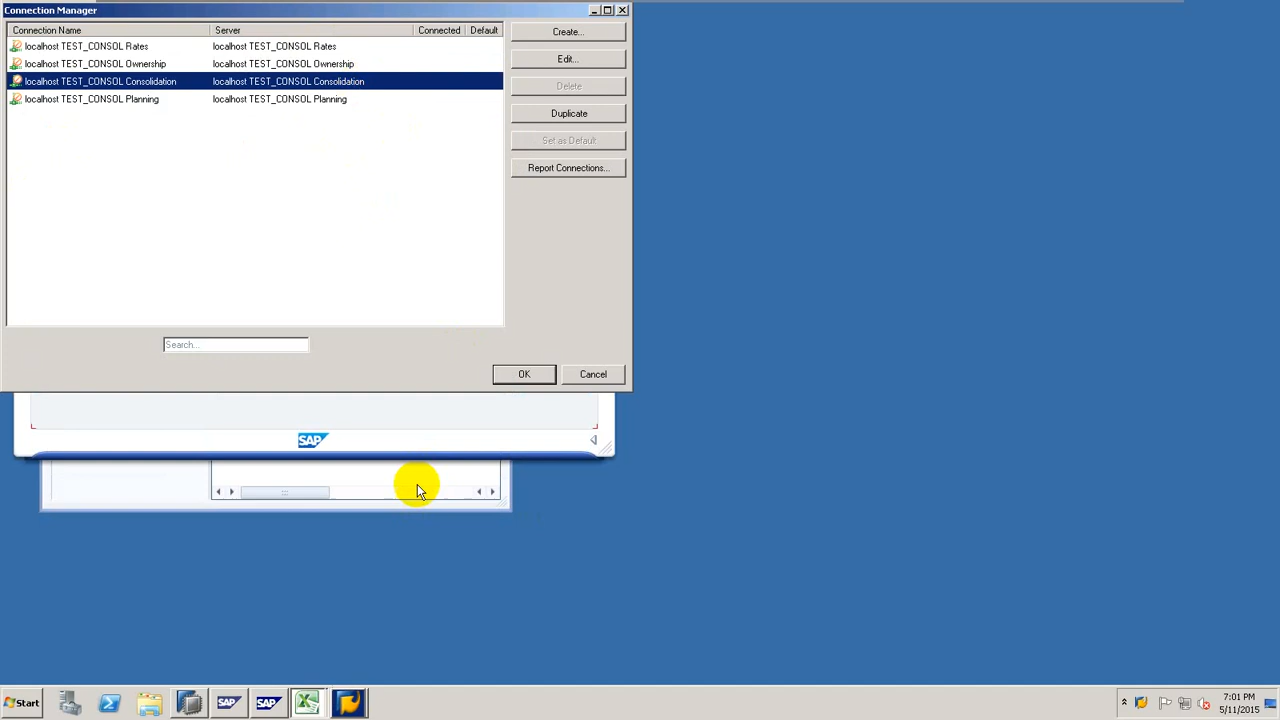 Connection Manager
Connection Name Server Connected Default
localhost TEST_CONSOL Rates localhost TEST_CONSOL Rates
localhost TEST_CONSOL Ownership localhost TEST_CONSOL Ownership
localhost TEST_CONSOL Consolidation localhost TEST_CONSOL Consolidation
localhost TEST_CONSOL Planning localhost TEST_CONSOL Planning
Create...
Edit...
Delete
Duplicate
Set as Default
Report Connections...
Search...
OK Cancel
SAP
Start
SAP
SAP
7:01 PM
5/11/2015